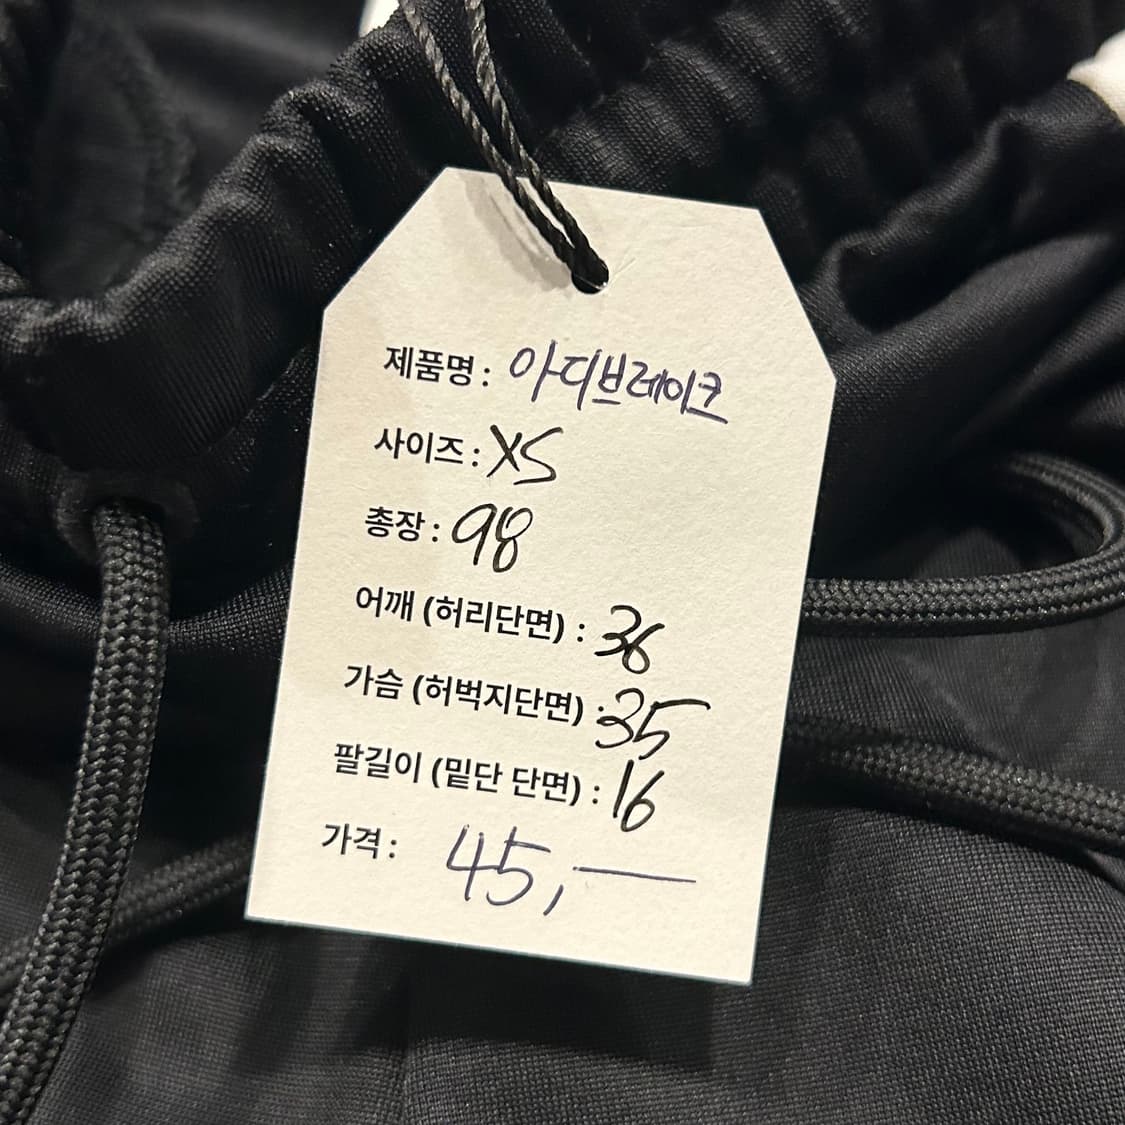 제품명 : 아디브레이크
사이즈 : XS
총장 : 98
어깨 (허리단면) : 36
가슴 (허벅지단면) : 35
팔길이 (밑단 단면) : 16
가격 : 45,—